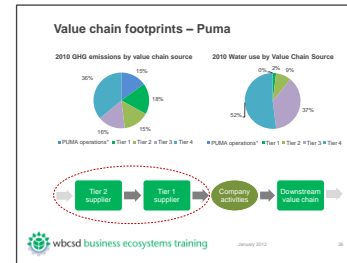 Value chain footprints – Puma
2010 GHG emissions by value chain source
15%
18%
15%
16%
36%
PUMA operations* Tier 1 Tier 2 Tier 3 Tier 4
2010 Water use by Value Chain Source
0% 2% 9%
37%
52%
PUMA operations* Tier 1 Tier 2 Tier 3 Tier 4
Tier 2
supplier
Tier 1
supplier
Company
activities
Downstream
value chain
wbcsd business ecosystems training
January 2012